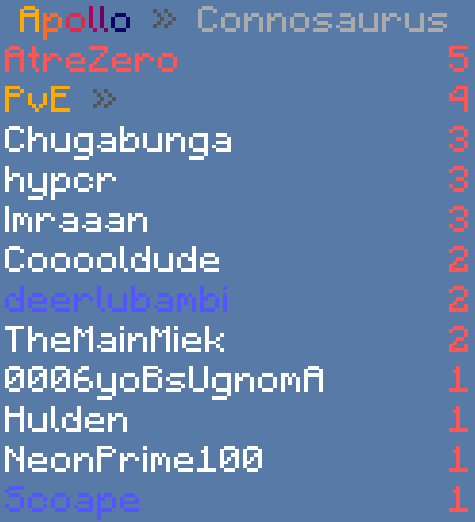 Apollo » Connosaurus
AtreZero 5
PvE » 4
Chugabunga 3
hypcr 3
Imraaan 3
Cooooldude 2
deerlubambi 2
TheMainMiek 2
0006yoBsUgnomA 1
Hulden 1
NeonPrime100 1
Scoape 1